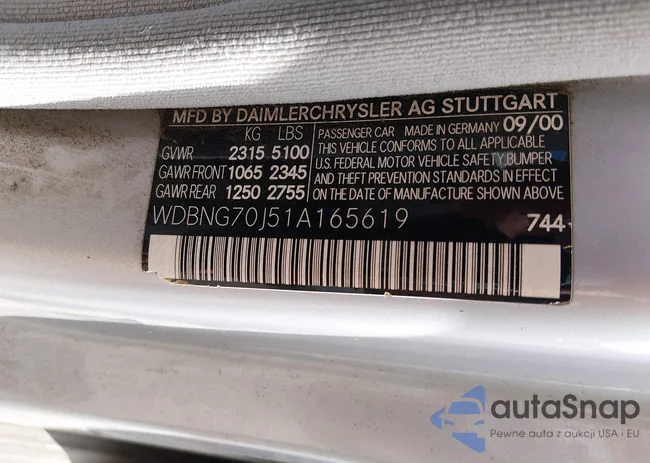 MFD BY DAIMLERCHRYSLER AG STUTTGART
KG LBS
GVWR 2315 5100
GAWR FRONT 1065 2345
GAWR REAR 1250 2755
PASSENGER CAR MADE IN GERMANY 09/00
THIS VEHICLE CONFORMS TO ALL APPLICABLE
U.S. FEDERAL MOTOR VEHICLE SAFETY, BUMPER
AND THEFT PREVENTION STANDARDS IN EFFECT
ON THE DATE OF MANUFACTURE SHOWN ABOVE.
WDBNG70J51A165619 744
autaSnap
Pewne auta z aukcji USA i EU